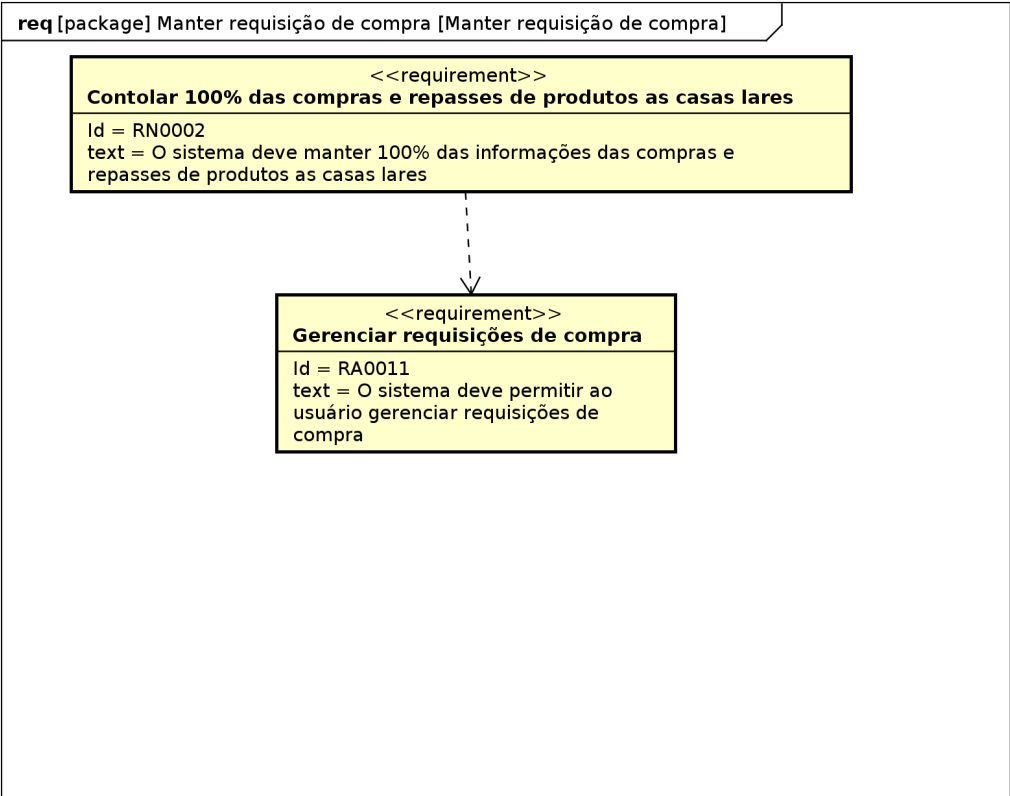 req [package] Manter requisição de compra [Manter requisição de compra]
<<requirement>>
Contolar 100% das compras e repasses de produtos as casas lares
Id = RN0002
text = O sistema deve manter 100% das informações das compras e
repasses de produtos as casas lares
<<requirement>>
Gerenciar requisições de compra
Id = RA0011
text = O sistema deve permitir ao
usuário gerenciar requisições de
compra